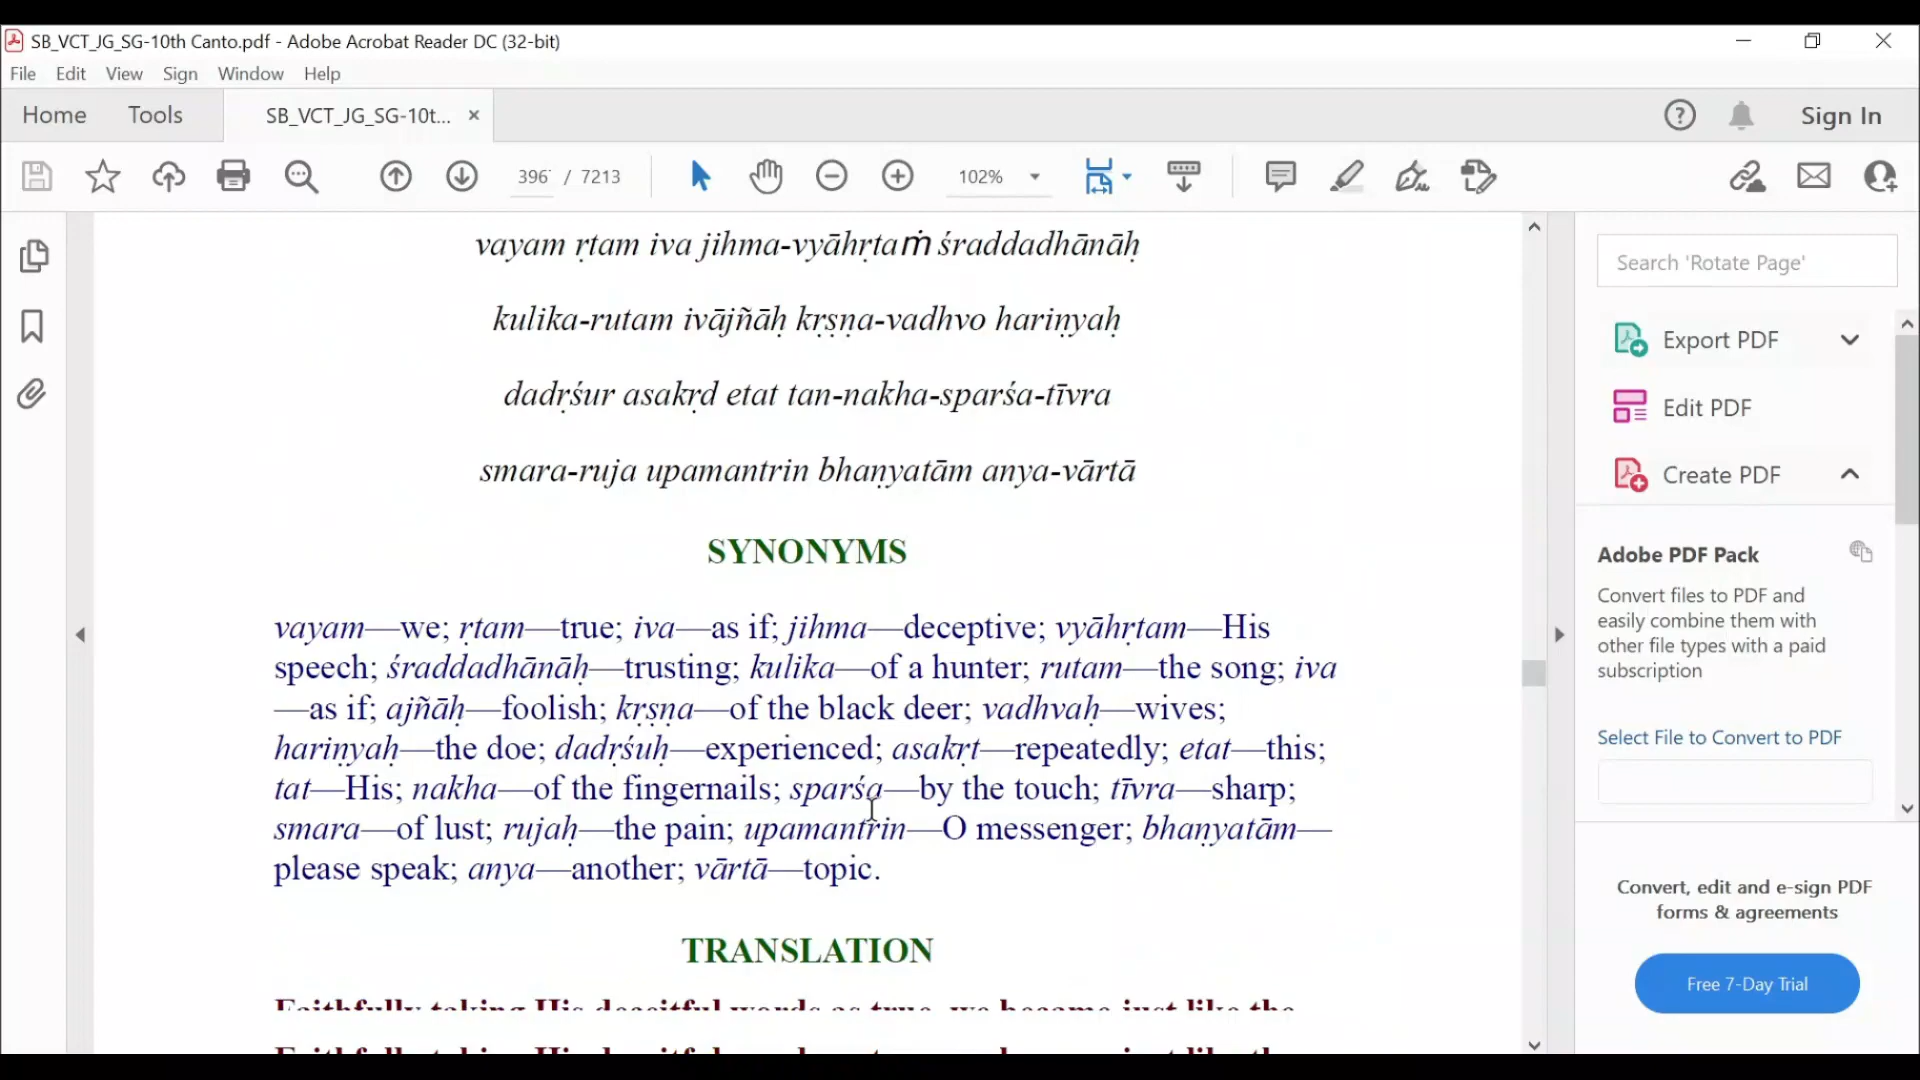 SB_VCT_JG_SG-10th Canto.pdf - Adobe Acrobat Reader DC (32-bit)
File Edit View Sign Window Help
Home Tools SB_VCT_JG_SG-10t... Sign In
396 / 7213 102%
vayam ṛtam iva jihma-vyāhṛtaṁ śraddadhānāḥ
kulika-rutam ivājñāḥ kṛṣṇa-vadhvo hariṇyaḥ
dadṛśur asakṛd etat tan-nakha-sparśa-tīvra
smara-ruja upamantrin bhaṇyatām anya-vārtā
SYNONYMS
vayam—we; ṛtam—true; iva—as if; jihma—deceptive; vyāhṛtam—His
speech; śraddadhānāḥ—trusting; kulika—of a hunter; rutam—the song; iva
—as if; ajñāḥ—foolish; kṛṣṇa—of the black deer; vadhvaḥ—wives;
hariṇyaḥ—the doe; dadṛśuḥ—experienced; asakṛt—repeatedly; etat—this;
tat—His; nakha—of the fingernails; sparśa—by the touch; tīvra—sharp;
smara—of lust; rujaḥ—the pain; upamantrin—O messenger; bhaṇyatām—
please speak; anya—another; vārtā—topic.
TRANSLATION
Faithfully taking His deceitful words as true, we became just like the
Search 'Rotate Page'
Export PDF
Edit PDF
Create PDF
Adobe PDF Pack
Convert files to PDF and
easily combine them with
other file types with a paid
subscription
Select File to Convert to PDF
Convert, edit and e-sign PDF
forms & agreements
Free 7-Day Trial